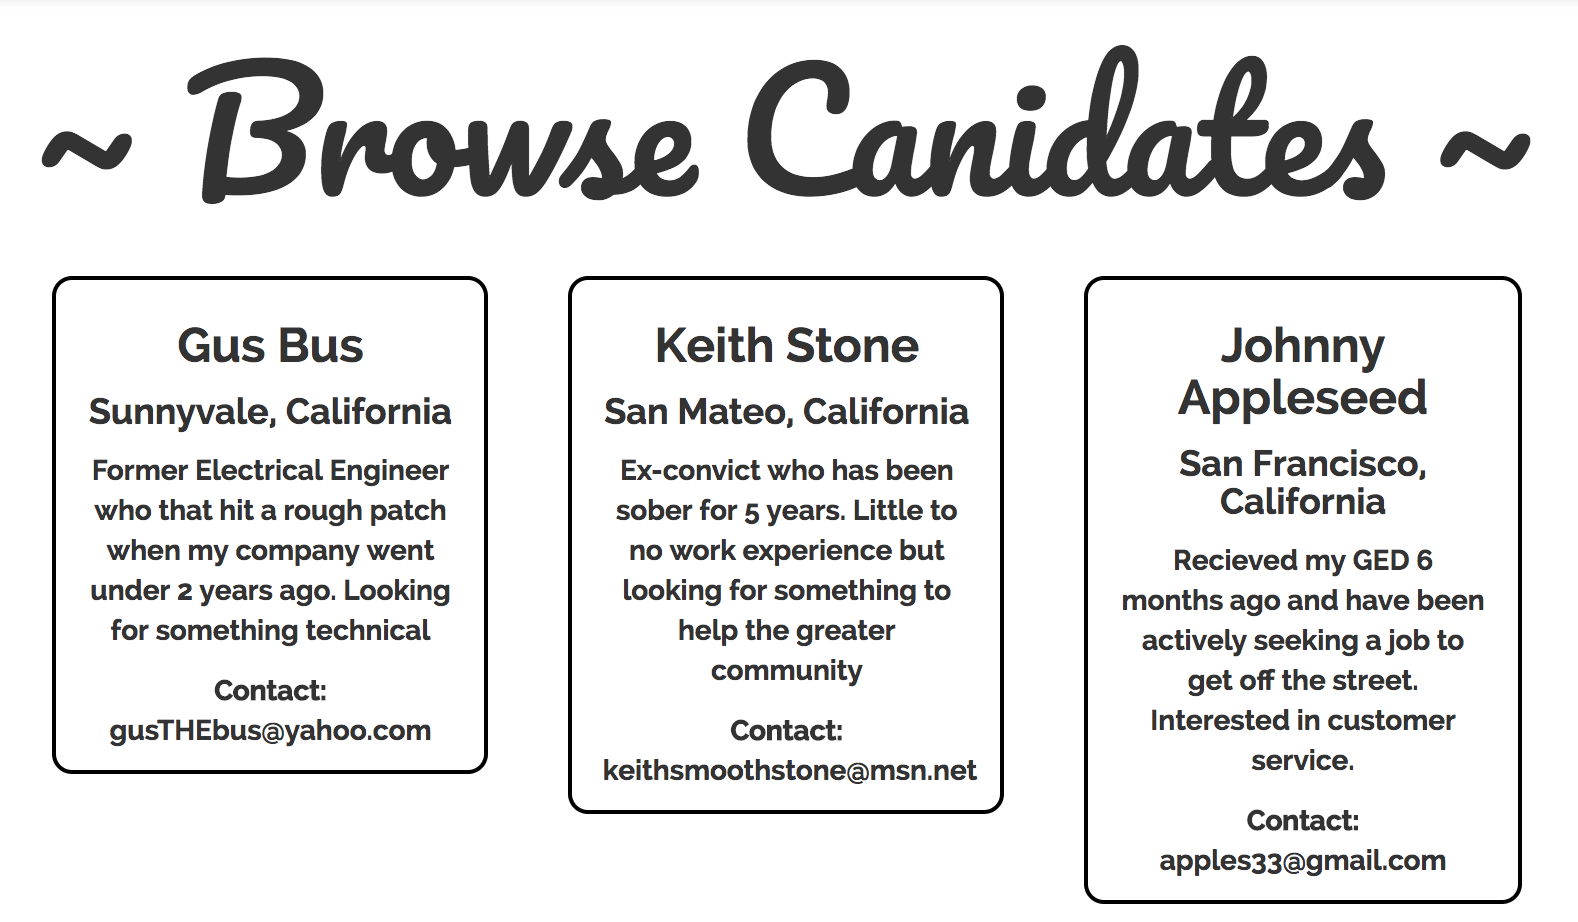 ~ Browse Canidates ~
Gus Bus
Sunnyvale, California
Former Electrical Engineer
who that hit a rough patch
when my company went
under 2 years ago. Looking
for something technical
Contact:
gusTHEbus@yahoo.com
Keith Stone
San Mateo, California
Ex-convict who has been
sober for 5 years. Little to
no work experience but
looking for something to
help the greater
community
Contact:
keithsmoothstone@msn.net
Johnny
Appleseed
San Francisco,
California
Recieved my GED 6
months ago and have been
actively seeking a job to
get off the street.
Interested in customer
service.
Contact:
apples33@gmail.com